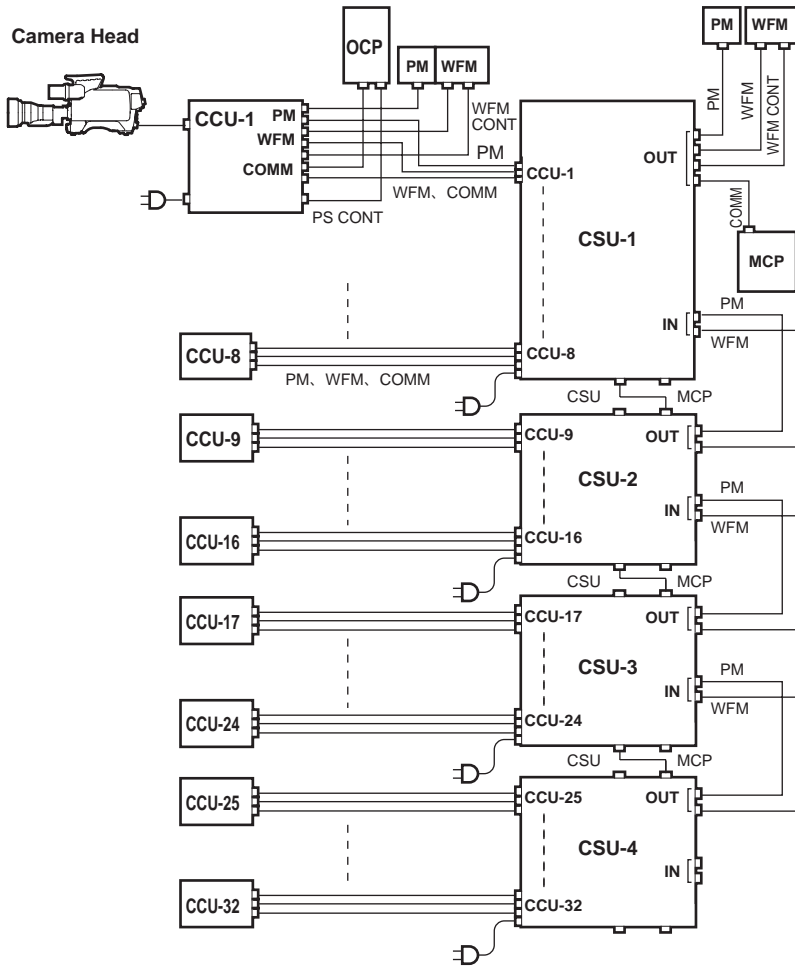 Camera Head
OCP
PM
WFM
PM
WFM
CCU-1
PM
WFM
COMM
WFM
CONT
PM
WFM、COMM
PS CONT
PM
WFM
WFM CONT
COMM
MCP
CCU-1
OUT
CSU-1
IN
CCU-8
PM
WFM
CCU-8
PM、WFM、COMM
CSU
MCP
CCU-9
CCU-9
OUT
CSU-2
IN
PM
WFM
CCU-16
CCU-16
CSU
MCP
CCU-17
CCU-17
OUT
CSU-3
IN
PM
WFM
CCU-24
CCU-24
CSU
MCP
CCU-25
CCU-25
OUT
CSU-4
IN
CCU-32
CCU-32